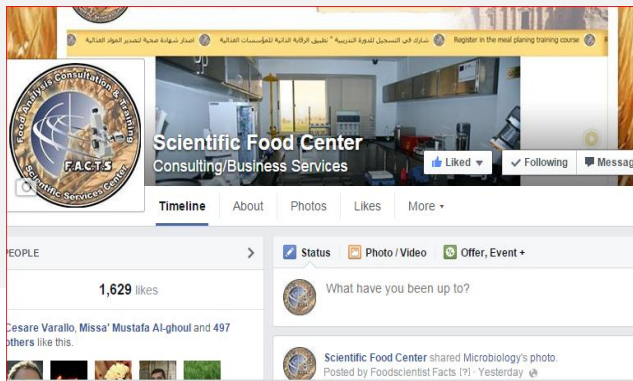 اصدار شهادة صحية لتصدير المواد الغذائية شارك في التسجيل للدورة التدريبية " تطبيق الرقابة الذاتية للمؤسسات الغذائية Register in the meal planing training course
Food Analysis Consultation & Training
F.A.C.T.S
Scientific Services Center
Scientific Food Center
Consulting/Business Services
Liked Following Messag
Timeline About Photos Likes More
PEOPLE
1,629 likes
Cesare Varallo, Missa' Mustafa Al-ghoul and 497
others like this.
Status Photo / Video Offer, Event +
What have you been up to?
Scientific Food Center shared Microbiology's photo.
Posted by Foodscientist Facts [?] · Yesterday